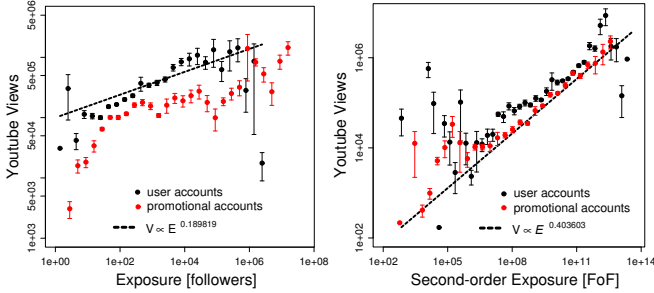 5e+06
5e+05
5e+04
5e+03
1e+03
Youtube Views
user accounts
promotional accounts
V ∝ E 0.189819
1e+00 1e+02 1e+04 1e+06 1e+08
Exposure [followers]
1e+06
1e+04
1e+02
Youtube Views
user accounts
promotional accounts
V ∝ E 0.403603
1e+02 1e+05 1e+08 1e+11 1e+14
Second-order Exposure [FoF]